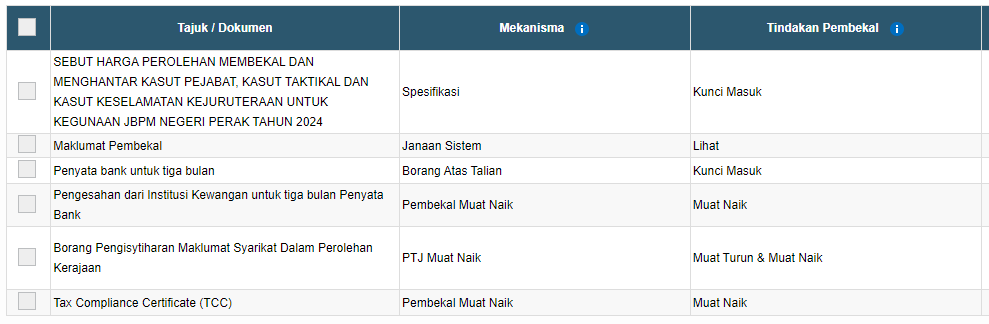 Tajuk / Dokumen Mekanisma i Tindakan Pembekal i
SEBUT HARGA PEROLEHAN MEMBEKAL DAN
MENGHANTAR KASUT PEJABAT, KASUT TAKTIKAL DAN
KASUT KESELAMATAN KEJURUTERAAN UNTUK
KEGUNAAN JBPM NEGERI PERAK TAHUN 2024
Spesifikasi
Kunci Masuk
Maklumat Pembekal Janaan Sistem Lihat
Penyata bank untuk tiga bulan Borang Atas Talian Kunci Masuk
Pengesahan dari Institusi Kewangan untuk tiga bulan Penyata
Bank
Pembekal Muat Naik
Muat Naik
Borang Pengisytiharan Maklumat Syarikat Dalam Perolehan
Kerajaan
PTJ Muat Naik
Muat Turun & Muat Naik
Tax Compliance Certificate (TCC) Pembekal Muat Naik Muat Naik